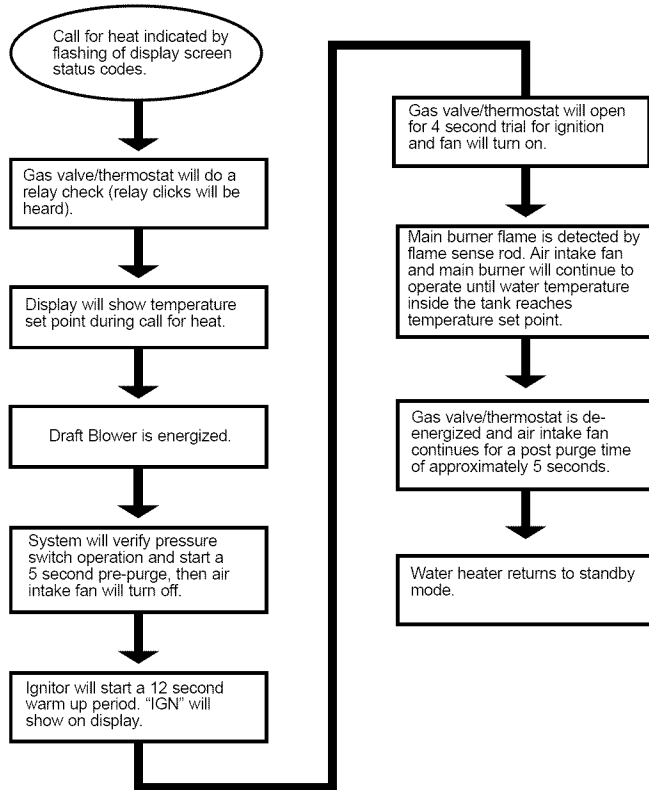 Call for heat indicated by
flashing of display screen
status codes.
Gas valve/thermostat will do a
relay check (relay clicks will be
heard).
Display will show temperature
set point during call for heat.
Draft Blower is energized.
System will verify pressure
switch operation and start a
5 second pre-purge, then air
intake fan will turn off.
Ignitor will start a 12 second
warm up period. “IGN” will
show on display.
Gas valve/thermostat will open
for 4 second trial for ignition
and fan will turn on.
Main burner flame is detected by
flame sense rod. Air intake fan
and main burner will continue to
operate until water temperature
inside the tank reaches
temperature set point.
Gas valve/thermostat is de-
energized and air intake fan
continues for a post purge time
of approximately 5 seconds.
Water heater returns to standby
mode.